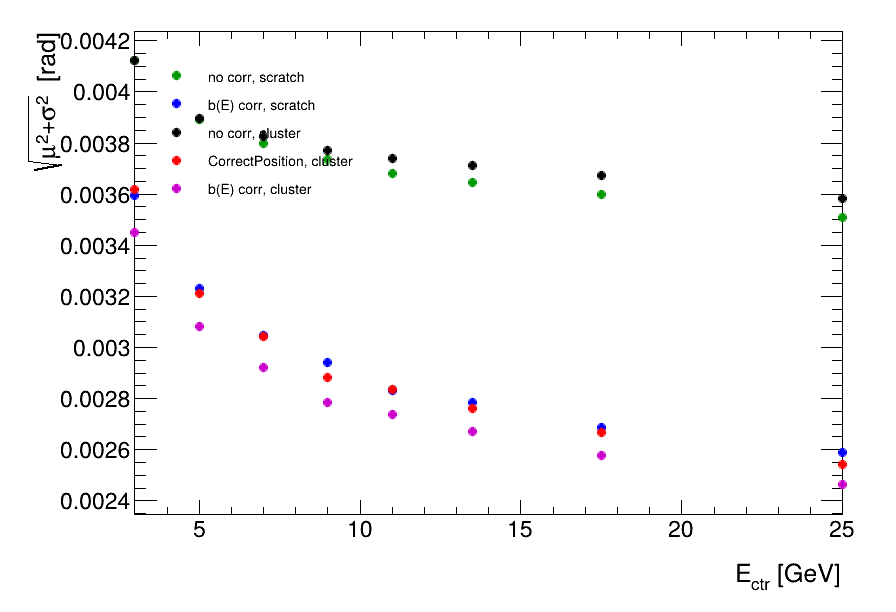 √μ²+σ² [rad]
0.0042
0.004
0.0038
0.0036
0.0034
0.0032
0.003
0.0028
0.0026
0.0024
no corr, scratch
b(E) corr, scratch
no corr, cluster
CorrectPosition, cluster
b(E) corr, cluster
5 10 15 20 25
E_ctr [GeV]